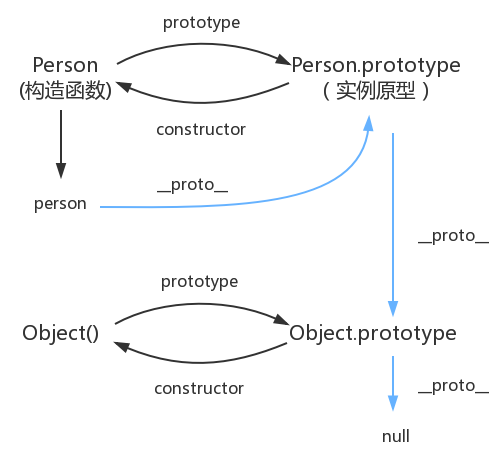 prototype
Person
(构造函数)
Person.prototype
( 实例原型 )
constructor
__proto__
person
__proto__
prototype
Object()
Object.prototype
constructor
__proto__
null